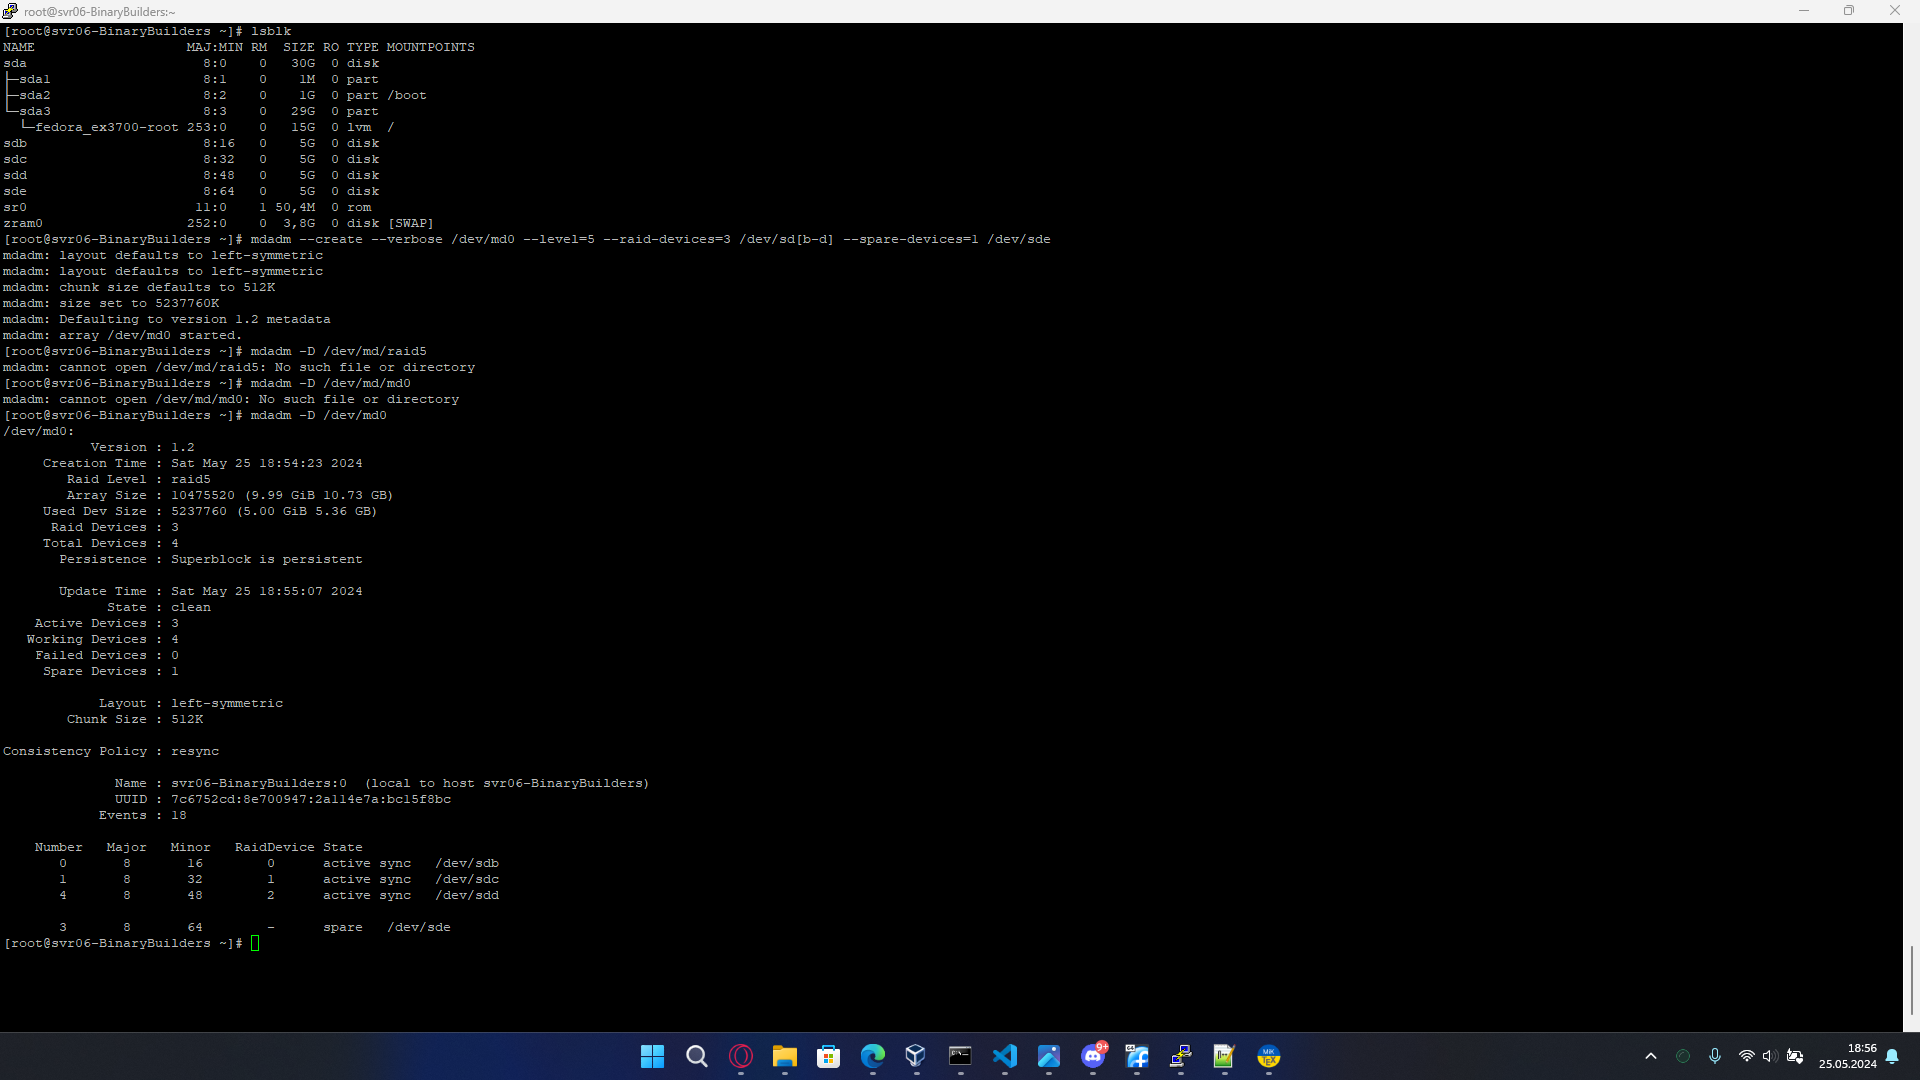 root@svr06-BinaryBuilders:~
[root@svr06-BinaryBuilders ~]# lsblk
NAME                   MAJ:MIN RM   SIZE RO TYPE MOUNTPOINTS
sda                      8:0    0    30G  0 disk
├─sda1                   8:1    0     1M  0 part
├─sda2                   8:2    0     1G  0 part /boot
└─sda3                   8:3    0    29G  0 part
  └─fedora_ex3700-root 253:0    0    15G  0 lvm  /
sdb                      8:16   0     5G  0 disk
sdc                      8:32   0     5G  0 disk
sdd                      8:48   0     5G  0 disk
sde                      8:64   0     5G  0 disk
sr0                     11:0    1 50,4M  0 rom
zram0                  252:0    0  3,8G  0 disk [SWAP]
[root@svr06-BinaryBuilders ~]# mdadm --create --verbose /dev/md0 --level=5 --raid-devices=3 /dev/sd[b-d] --spare-devices=1 /dev/sde
mdadm: layout defaults to left-symmetric
mdadm: layout defaults to left-symmetric
mdadm: chunk size defaults to 512K
mdadm: size set to 5237760K
mdadm: Defaulting to version 1.2 metadata
mdadm: array /dev/md0 started.
[root@svr06-BinaryBuilders ~]# mdadm -D /dev/md/raid5
mdadm: cannot open /dev/md/raid5: No such file or directory
[root@svr06-BinaryBuilders ~]# mdadm -D /dev/md/md0
mdadm: cannot open /dev/md/md0: No such file or directory
[root@svr06-BinaryBuilders ~]# mdadm -D /dev/md0
/dev/md0:
           Version : 1.2
     Creation Time : Sat May 25 18:54:23 2024
        Raid Level : raid5
        Array Size : 10475520 (9.99 GiB 10.73 GB)
     Used Dev Size : 5237760 (5.00 GiB 5.36 GB)
      Raid Devices : 3
     Total Devices : 4
       Persistence : Superblock is persistent
       Update Time : Sat May 25 18:55:07 2024
             State : clean
    Active Devices : 3
   Working Devices : 4
    Failed Devices : 0
     Spare Devices : 1
            Layout : left-symmetric
        Chunk Size : 512K
Consistency Policy : resync
              Name : svr06-BinaryBuilders:0  (local to host svr06-BinaryBuilders)
              UUID : 7c6752cd:8e700947:2a114e7a:bc15f8bc
            Events : 18
    Number   Major   Minor   RaidDevice State
       0       8       16        0      active sync   /dev/sdb
       1       8       32        1      active sync   /dev/sdc
       4       8       48        2      active sync   /dev/sdd
       3       8       64        -      spare   /dev/sde
[root@svr06-BinaryBuilders ~]#
9+
64
MiK
TEX
18:56
25.05.2024